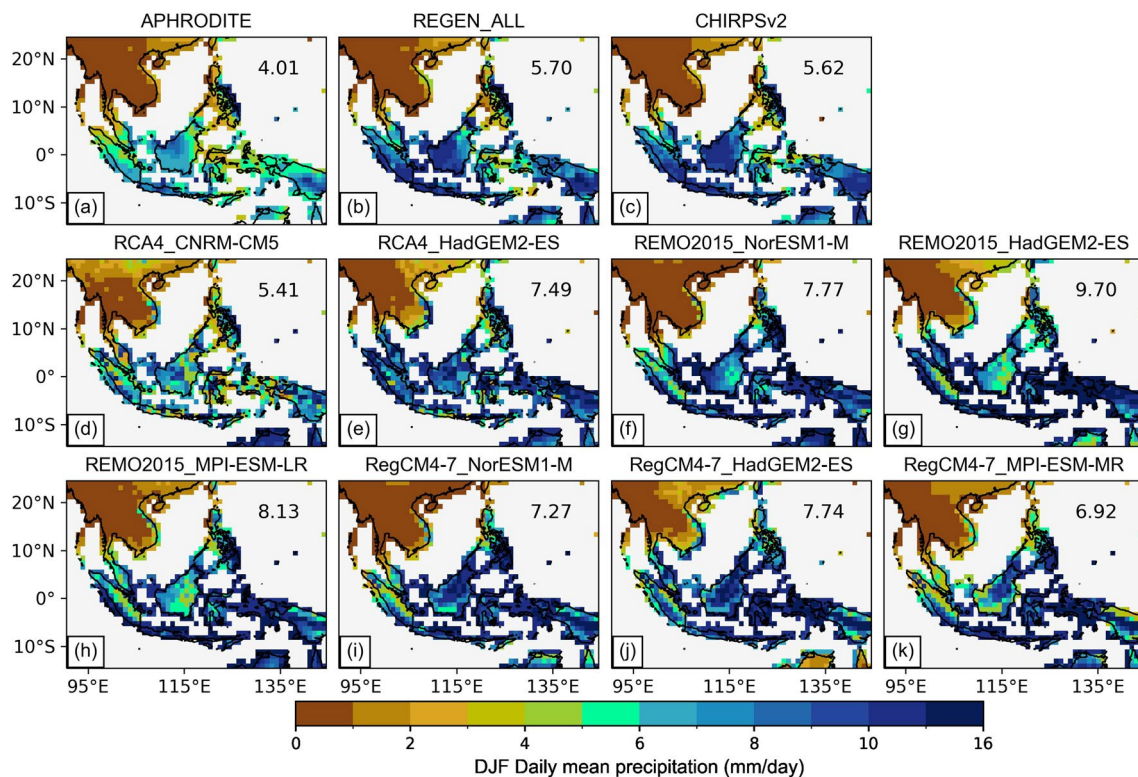 APHRODITE REGEN_ALL CHIRPSv2
20°N 4.01 5.70 5.62
10°N
0°
10°S (a) (b) (c)
RCA4_CNRM-CM5 RCA4_HadGEM2-ES REMO2015_NorESM1-M REMO2015_HadGEM2-ES
20°N 5.41 7.49 7.77 9.70
10°N
0°
10°S (d) (e) (f) (g)
REMO2015_MPI-ESM-LR RegCM4-7_NorESM1-M RegCM4-7_HadGEM2-ES RegCM4-7_MPI-ESM-MR
20°N 8.13 7.27 7.74 6.92
10°N
0°
10°S (h) (i) (j) (k)
95°E 115°E 135°E 95°E 115°E 135°E 95°E 115°E 135°E 95°E 115°E 135°E
0 2 4 6 8 10 16
DJF Daily mean precipitation (mm/day)